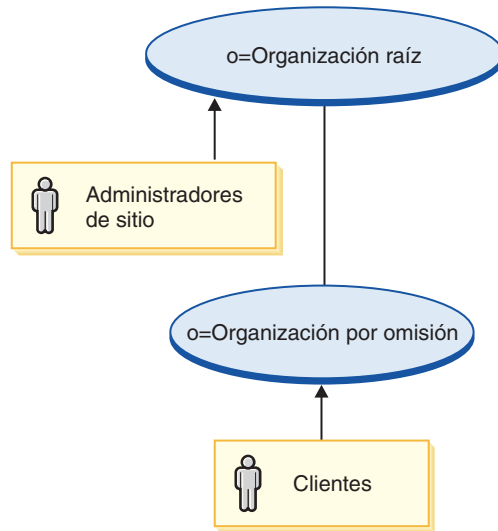 o=Organización raíz
Administradores
de sitio
o=Organización por omisión
Clientes